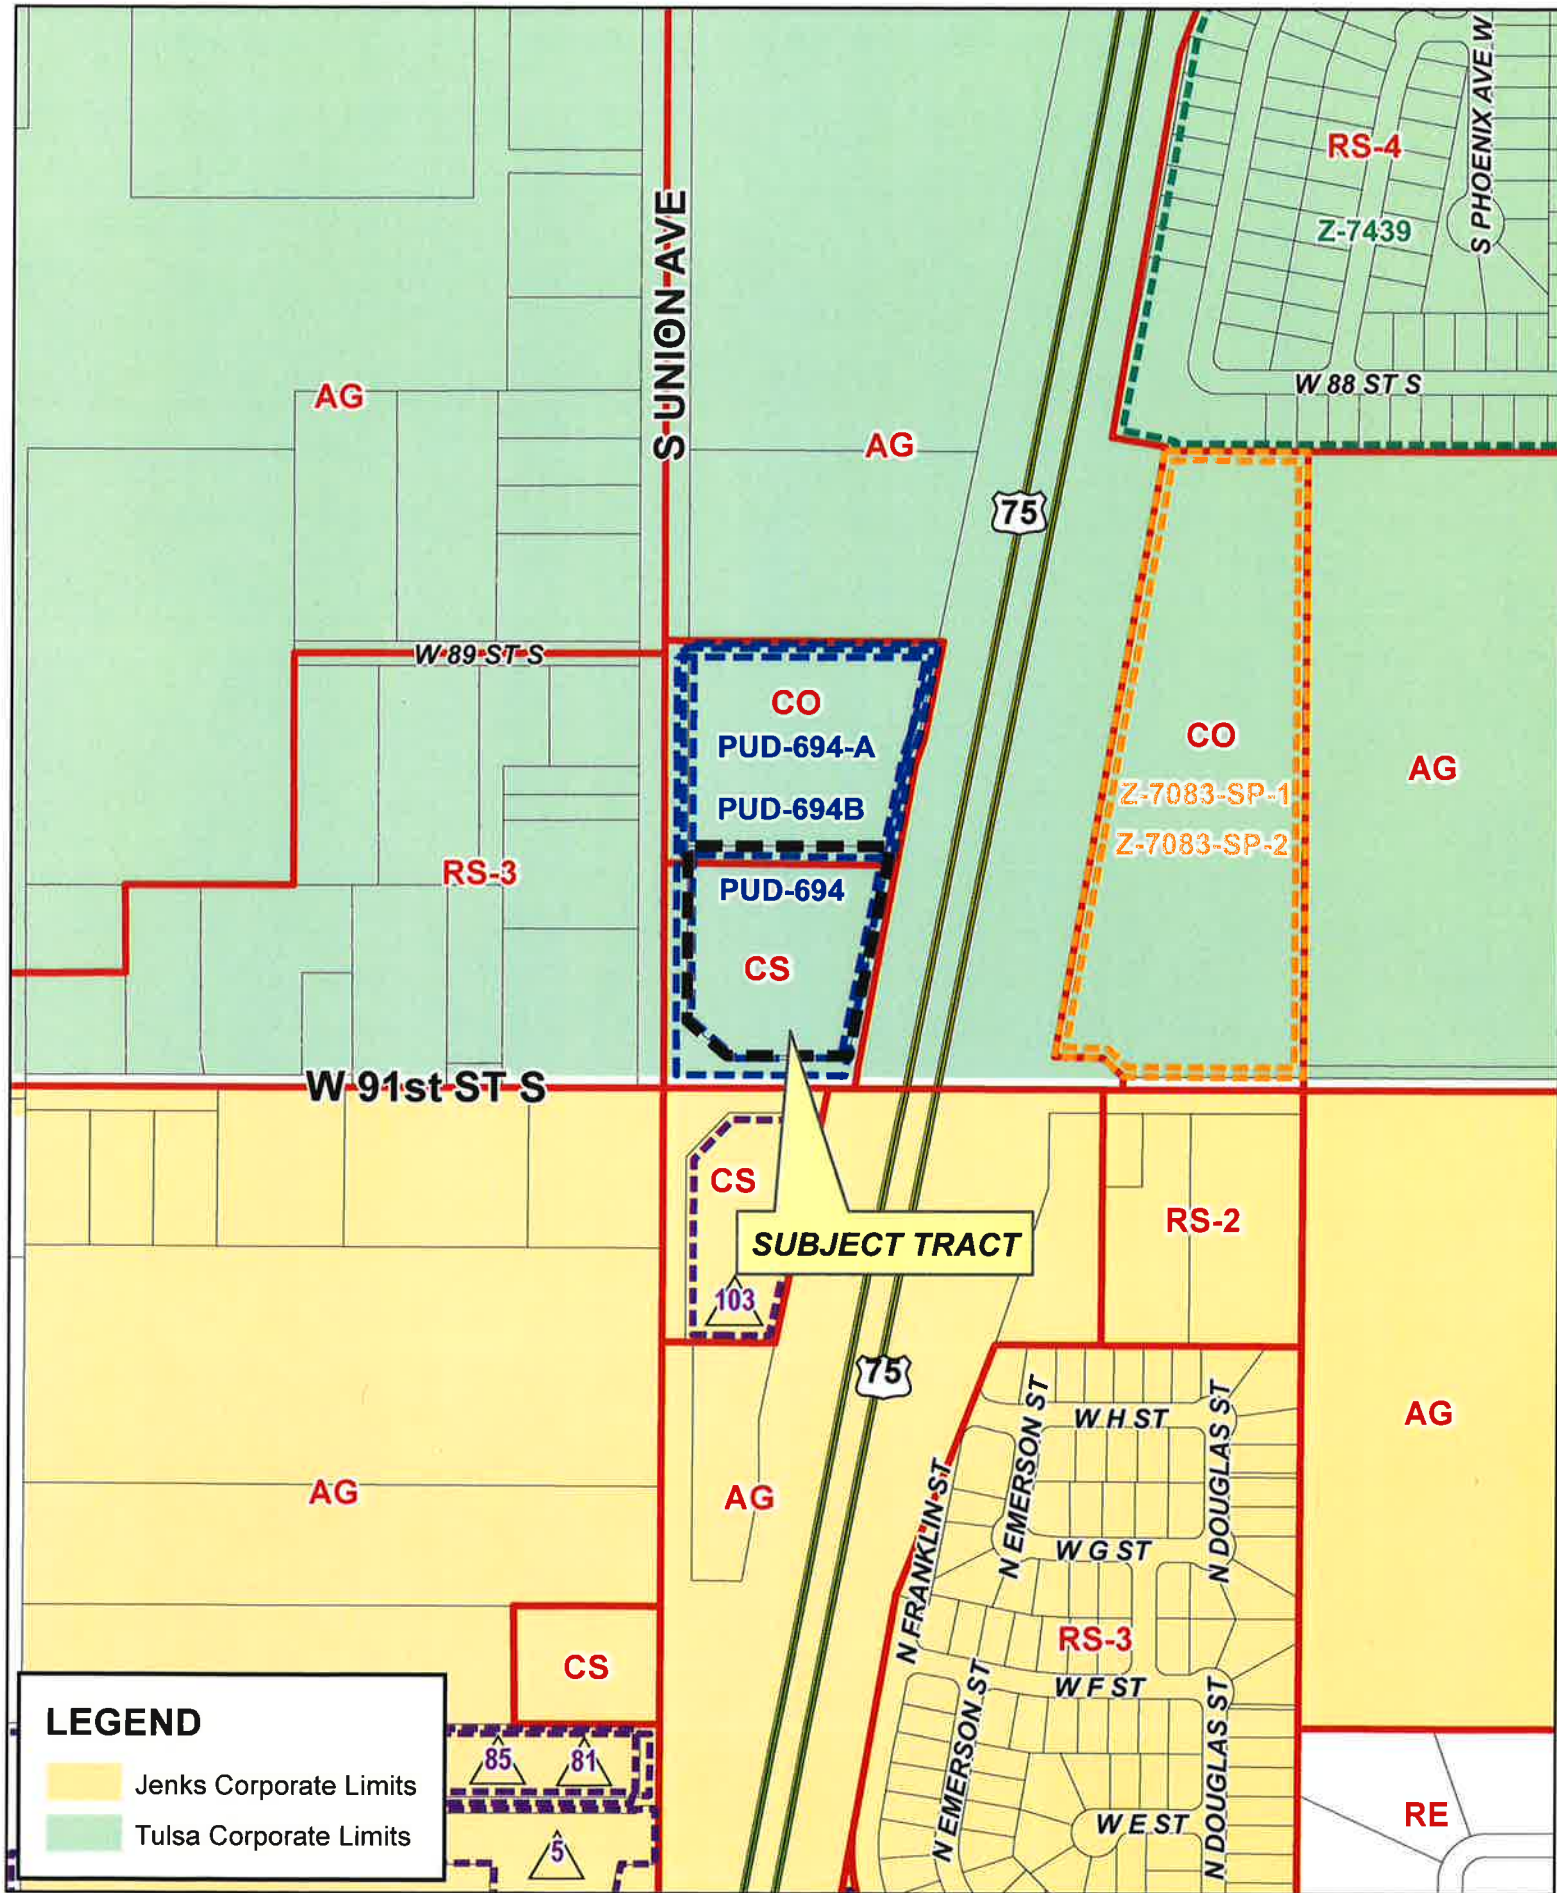 S PHOENIX AVE W
RS-4
Z-7439
S UNION AVE
W 88 ST S
AG
AG
75
W 89 ST S
CO
PUD-694-A
PUD-694B
CO
Z-7083-SP-1
Z-7083-SP-2
AG
RS-3
PUD-694
CS
W 91st ST S
CS
RS-2
SUBJECT TRACT
103
75
N EMERSON ST
W H ST
N DOUGLAS ST
AG
AG
AG
N FRANKLIN ST
W G ST
RS-3
CS
W F ST
N EMERSON ST
N DOUGLAS ST
LEGEND
Jenks Corporate Limits
Tulsa Corporate Limits
85
81
5
W E ST
RE